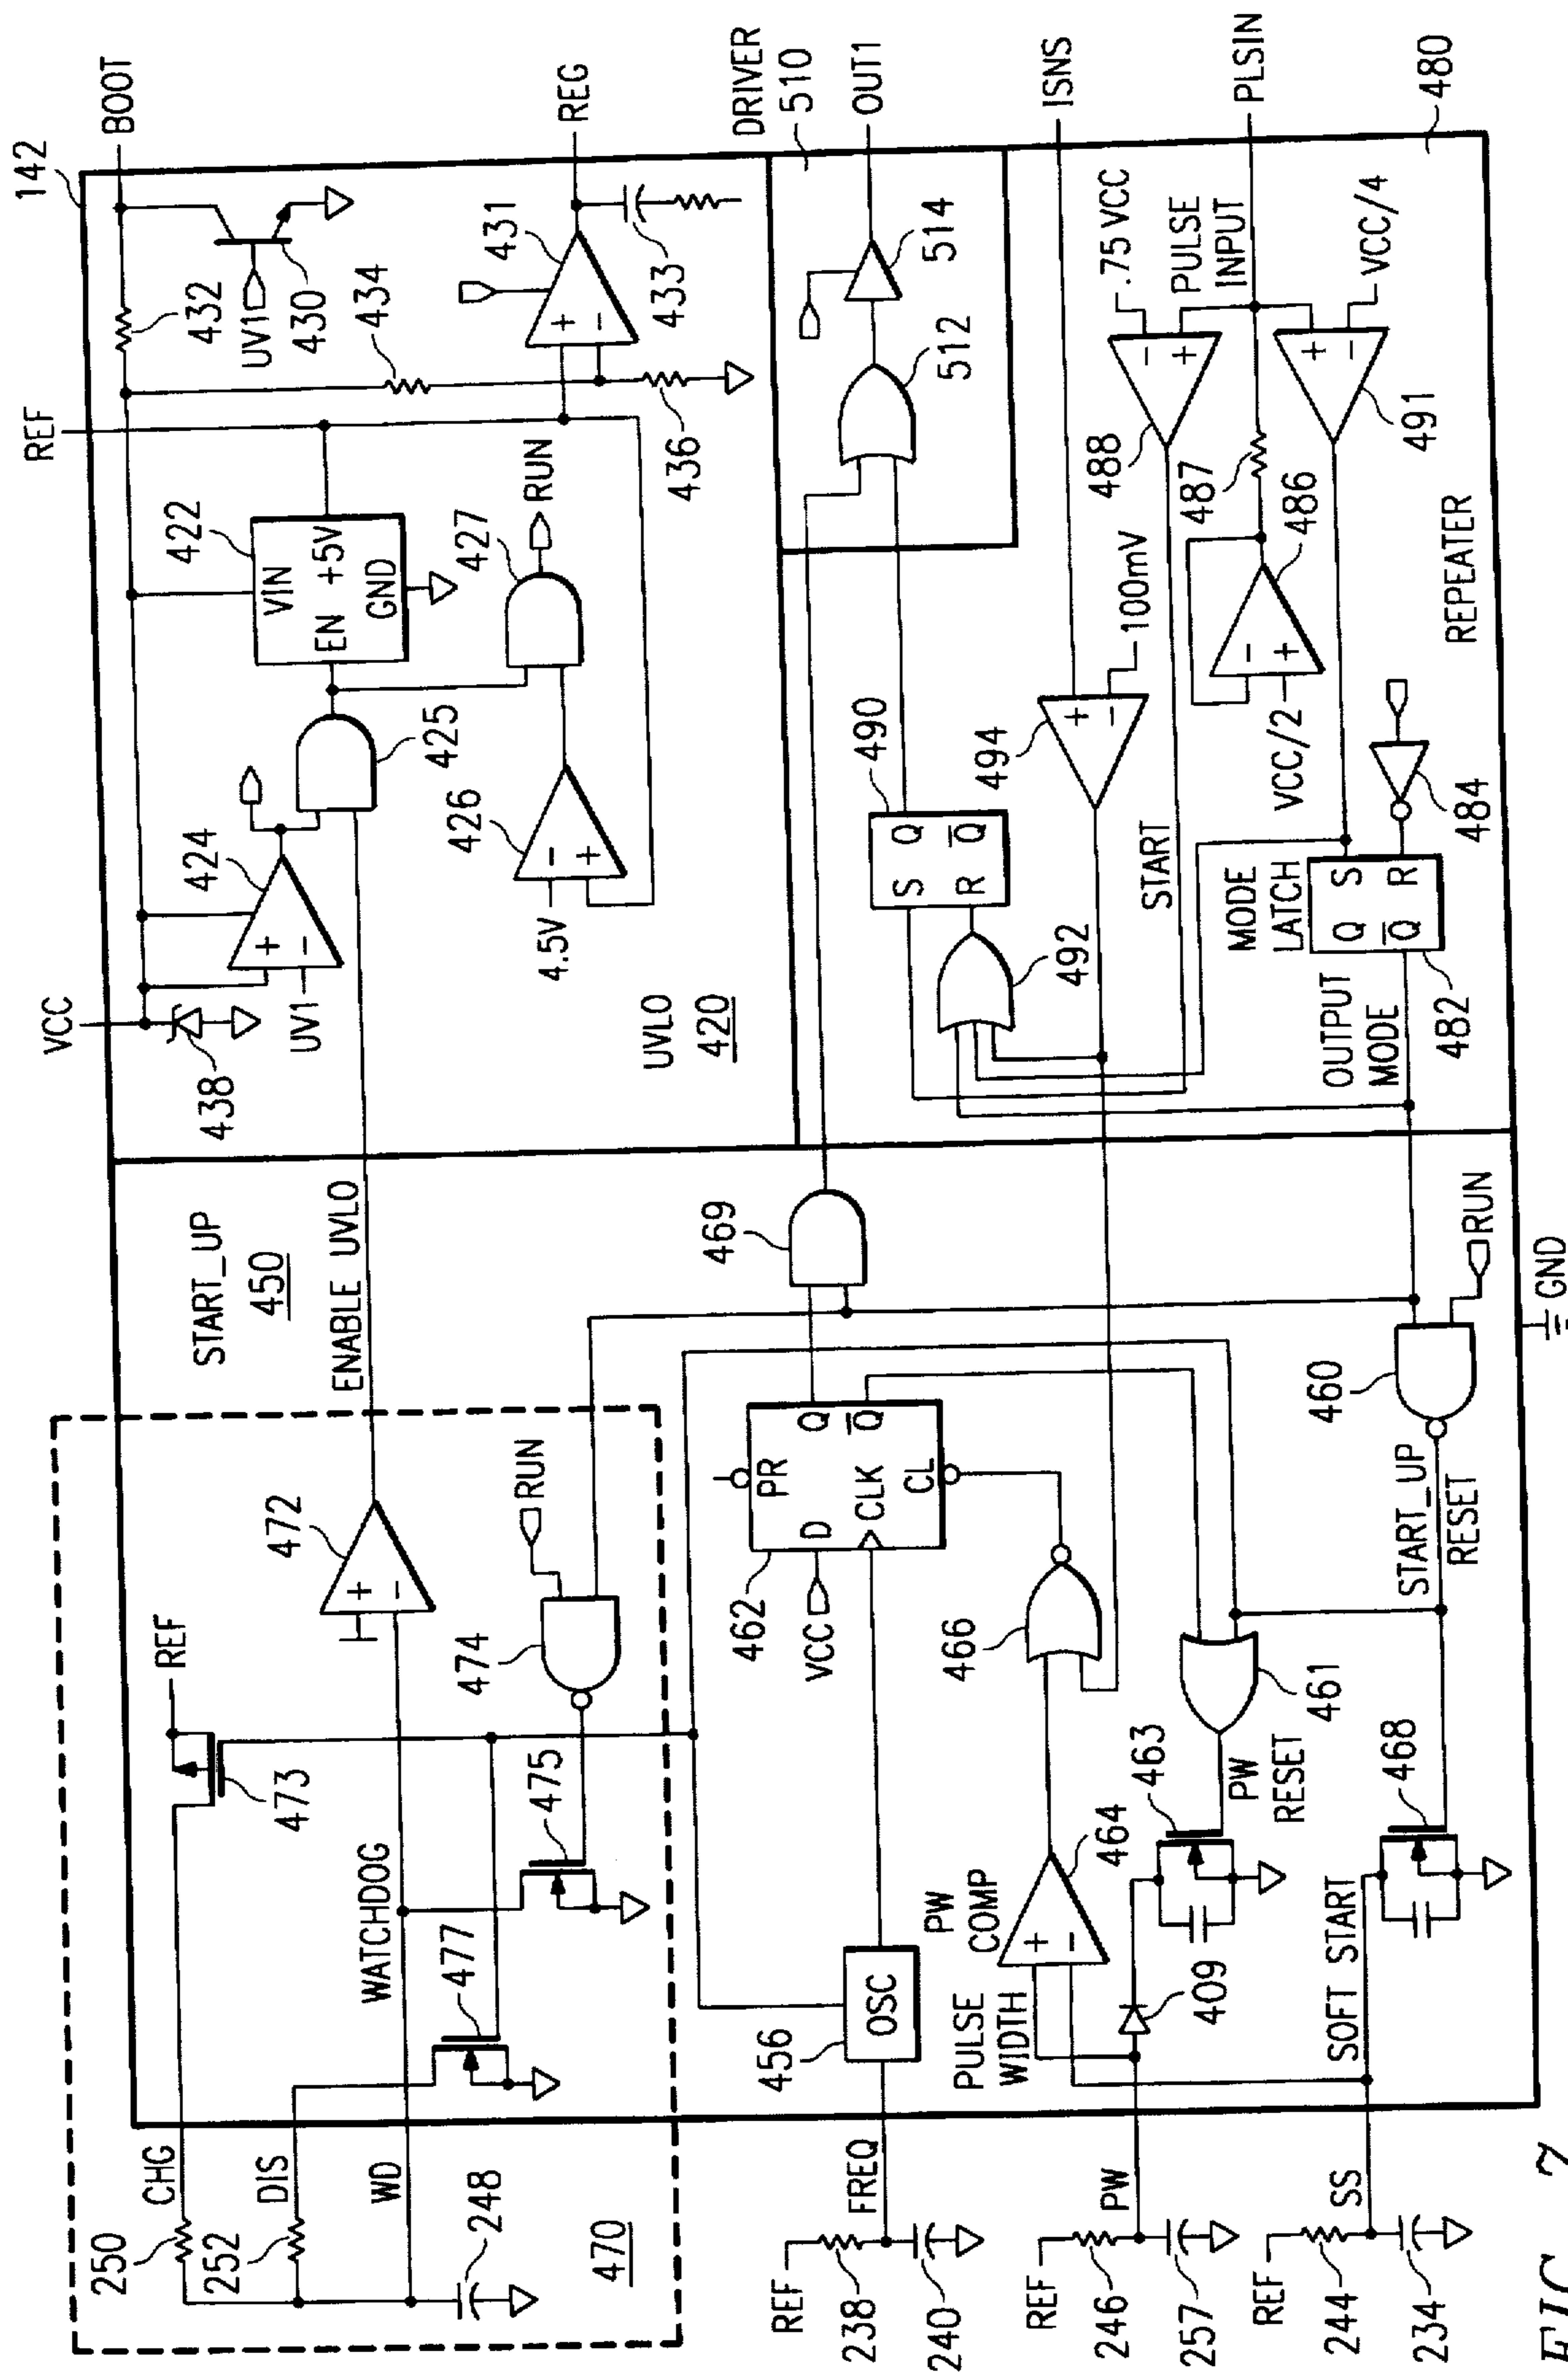 142
BOOT
REF
VCC
432
UV1
430
REG
431
+
−
433
434
436
422
VIN
EN +5V
GND
427
RUN
424
+
−
UV1
425
426
−
+
4.5V
438
UVLO
420
DRIVER
510
OUT1
514
512
ISNS
PLSIN
480
.75 VCC
PULSE
INPUT
−
+
488
VCC/4
+
−
491
487
486
−
+
VCC/2
REPEATER
490
S Q
R Q
494
+
−
100mV
492
START
MODE
LATCH
Q S
Q R
484
482
OUTPUT
MODE
START_UP
450
ENABLE UVLO
469
472
+
−
REF
473
RUN
474
475
WATCHDOG
477
CHG
DIS
WD
250
252
248
470
PR
D Q
Q
CLK
CL
462
VCC
466
460
RUN
GND
START_UP
RESET
461
463
PW
RESET
464
PW
COMP
+
−
468
409
456
OSC
PULSE
WIDTH
SOFT START
FREQ
REF
238
240
PW
REF
246
257
SS
REF
244
234
FIG. 7